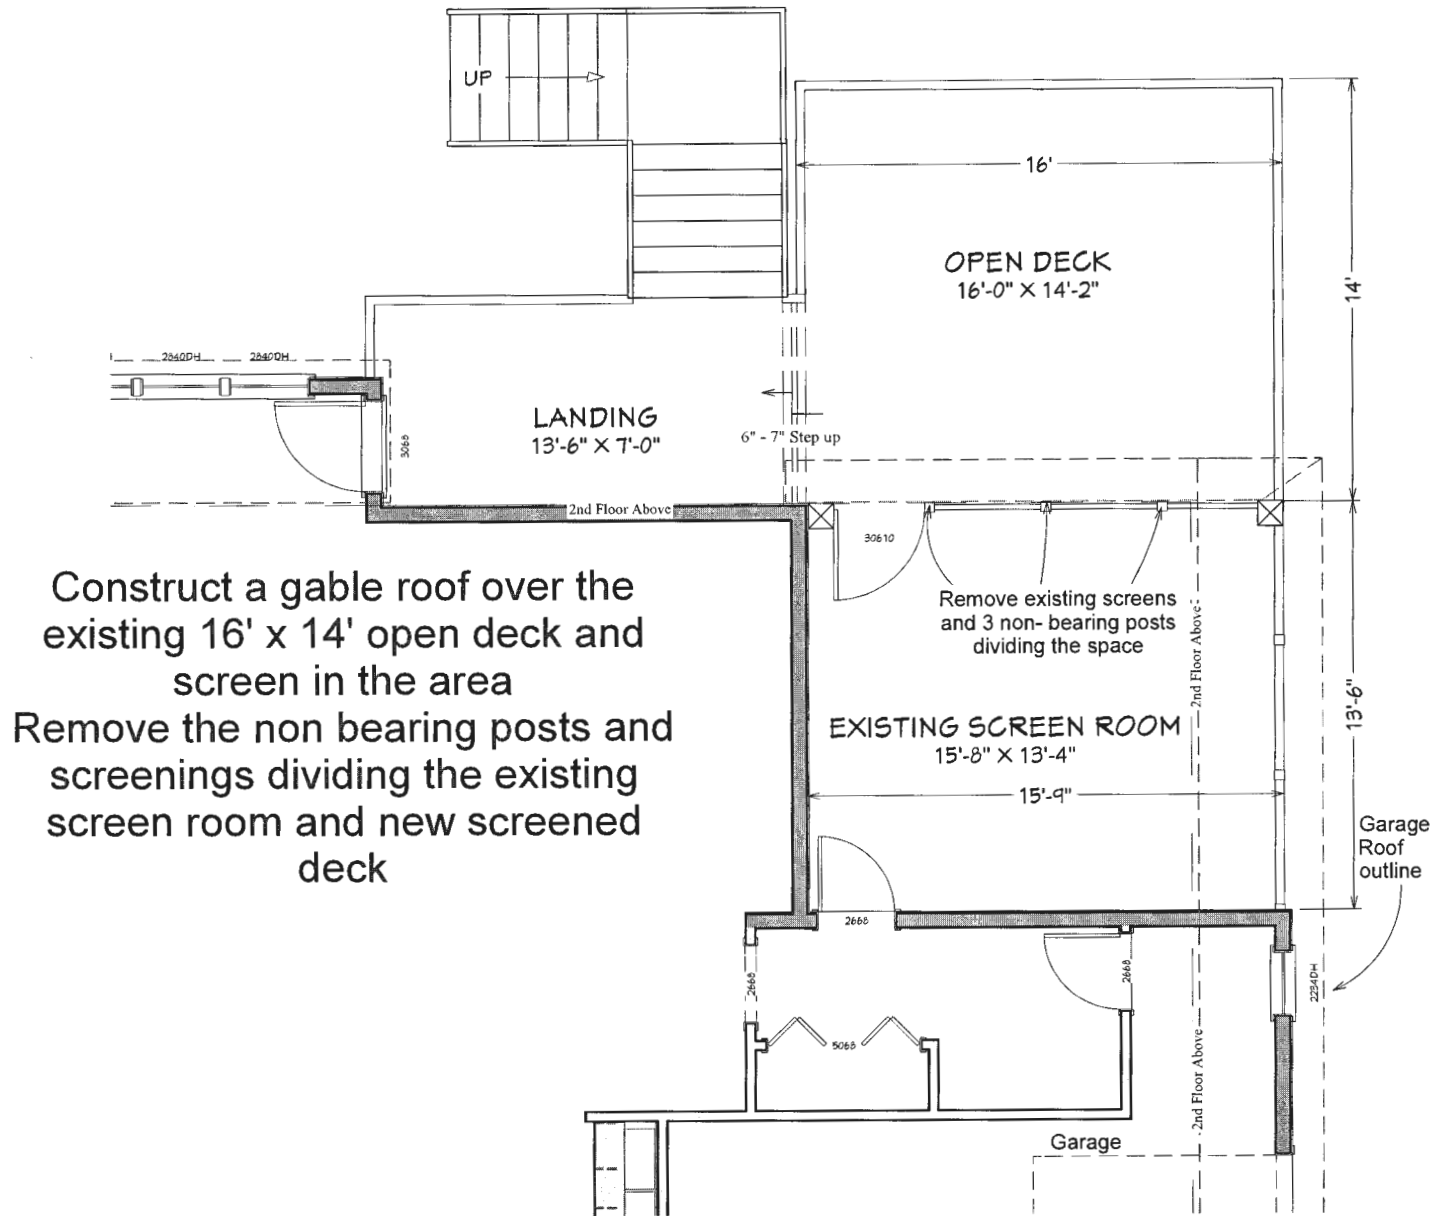 UP
16'
OPEN DECK
16'-0" X 14'-2"
14'
2840DH
2840DH
3068
LANDING
13'-6" X 7'-0"
6" - 7" Step up
2nd Floor Above
30610
Remove existing screens
and 3 non- bearing posts
dividing the space
Construct a gable roof over the
existing 16' x 14' open deck and
screen in the area
Remove the non bearing posts and
screenings dividing the existing
screen room and new screened
deck
2nd Floor Above
EXISTING SCREEN ROOM
15'-8" X 13'-4"
15'-9"
13'-6"
Garage
Roof
outline
2668
2668
2668
2234DH
5068
2nd Floor Above
Garage